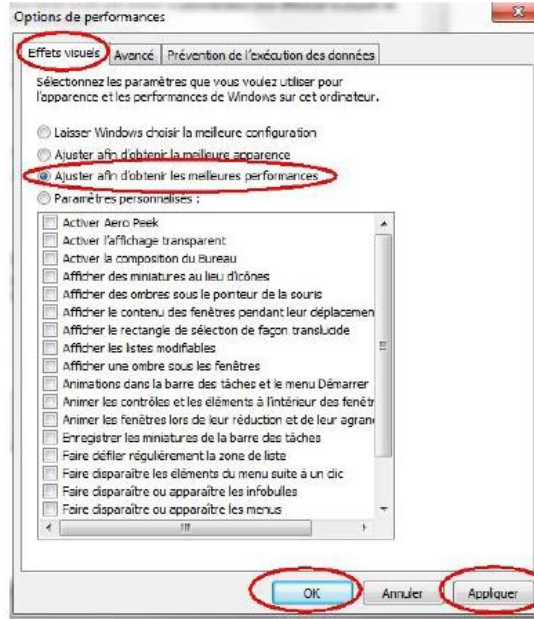 Options de performances
Effets visuels
Avancé
Prévention de l'exécution des données
Sélectionnez les paramètres que vous voulez utiliser pour
l'apparence et les performances de Windows sur cet ordinateur.
Laisser Windows choisir la meilleure configuration
Ajuster afin d'obtenir la meilleure apparence
Ajuster afin d'obtenir les meilleures performances
Paramètres personnalisés :
Activer Aero Peek
Activer l'affichage transparent
Activer la composition du Bureau
Afficher des miniatures au lieu d'icônes
Afficher des ombres sous le pointeur de la souris
Afficher le contenu des fenêtres pendant leur déplacemen
Afficher le rectangle de sélection de façon translucide
Afficher les listes modifiables
Afficher une ombre sous les fenêtres
Animations dans la barre des tâches et le menu Démarrer
Animer les contrôles et les éléments à l'intérieur des fenêtr
Animer les fenêtres lors de leur réduction et de leur agran
Enregistrer les miniatures de la barre des tâches
Faire défiler régulièrement la zone de liste
Faire disparaître les éléments du menu suite à un clic
Faire disparaître ou apparaître les infobulles
Faire disparaître ou apparaître les menus
OK
Annuler
Appliquer